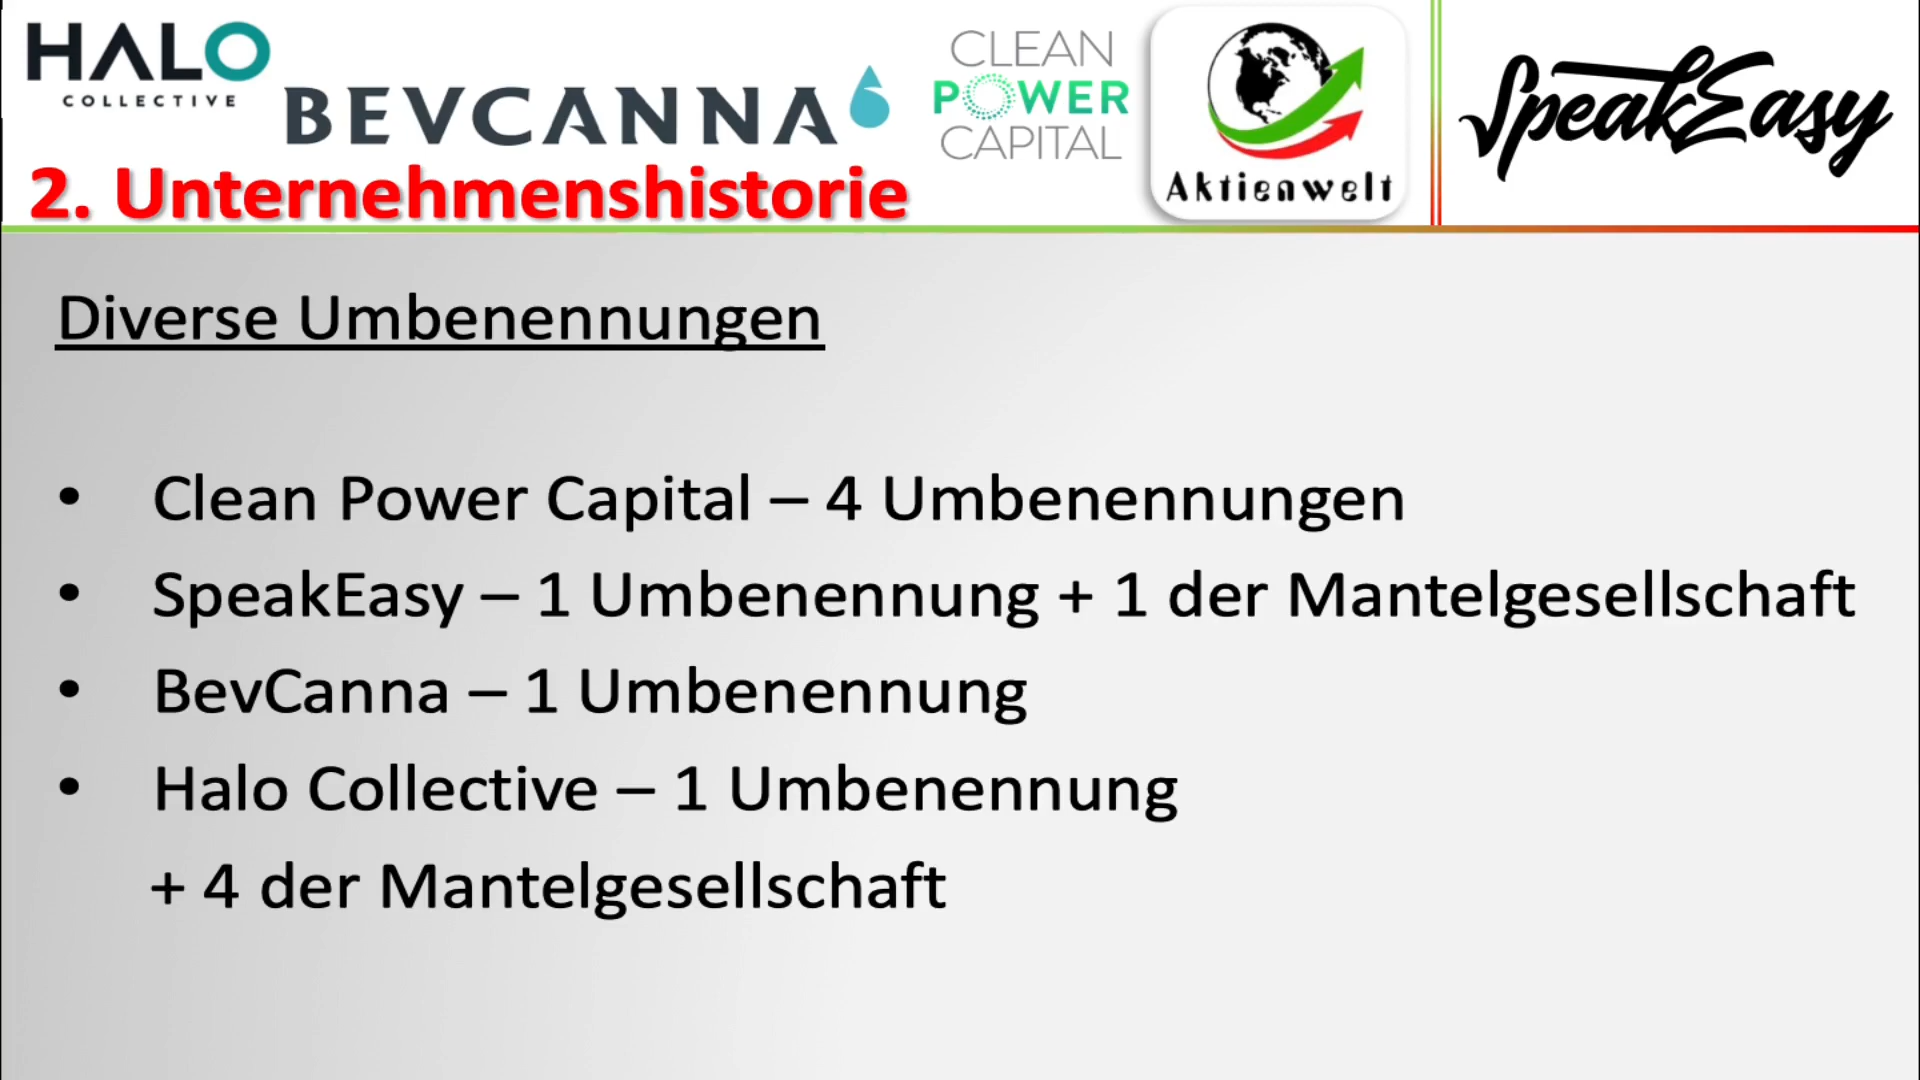 HALO
COLLECTIVE
BEVCANNA
CLEAN
POWER
CAPITAL
Aktienwelt
SpeakEasy
2. Unternehmenshistorie
Diverse Umbenennungen
• Clean Power Capital – 4 Umbenennungen
• SpeakEasy – 1 Umbenennung + 1 der Mantelgesellschaft
• BevCanna – 1 Umbenennung
• Halo Collective – 1 Umbenennung
+ 4 der Mantelgesellschaft